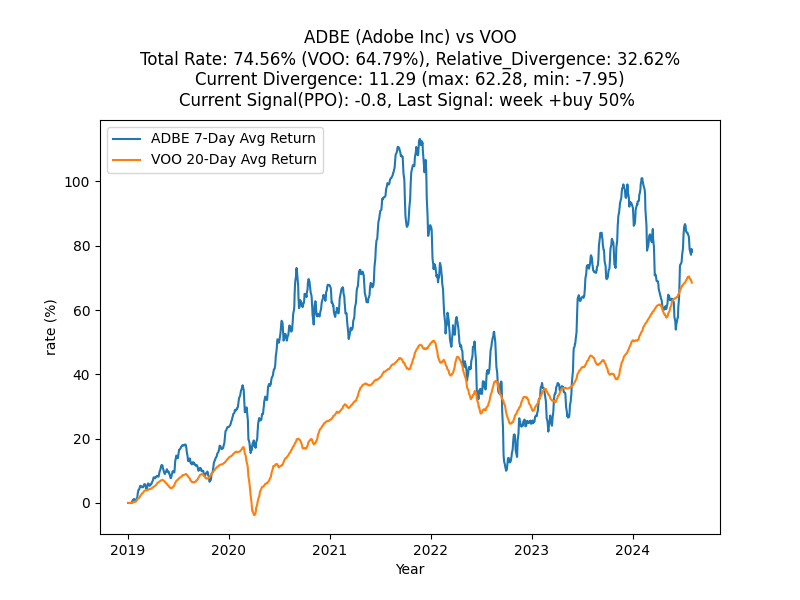 ADBE (Adobe Inc) vs VOO
Total Rate: 74.56% (VOO: 64.79%), Relative_Divergence: 32.62%
Current Divergence: 11.29 (max: 62.28, min: -7.95)
Current Signal(PPO): -0.8, Last Signal: week +buy 50%
ADBE 7-Day Avg Return
VOO 20-Day Avg Return
100
80
60
40
20
0
rate (%)
2019 2020 2021 2022 2023 2024
Year